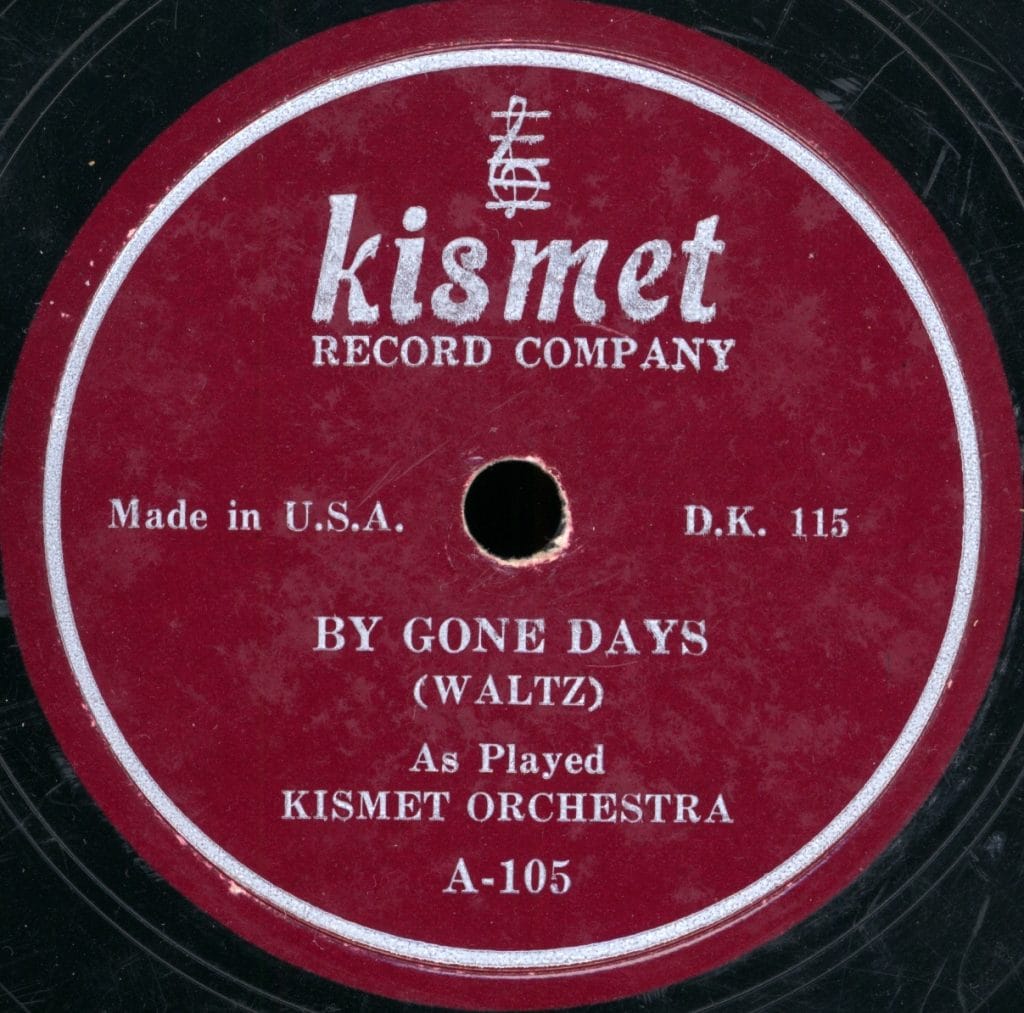 kismet
RECORD COMPANY
Made in U.S.A.
D.K. 115
BY GONE DAYS
(WALTZ)
As Played
KISMET ORCHESTRA
A-105